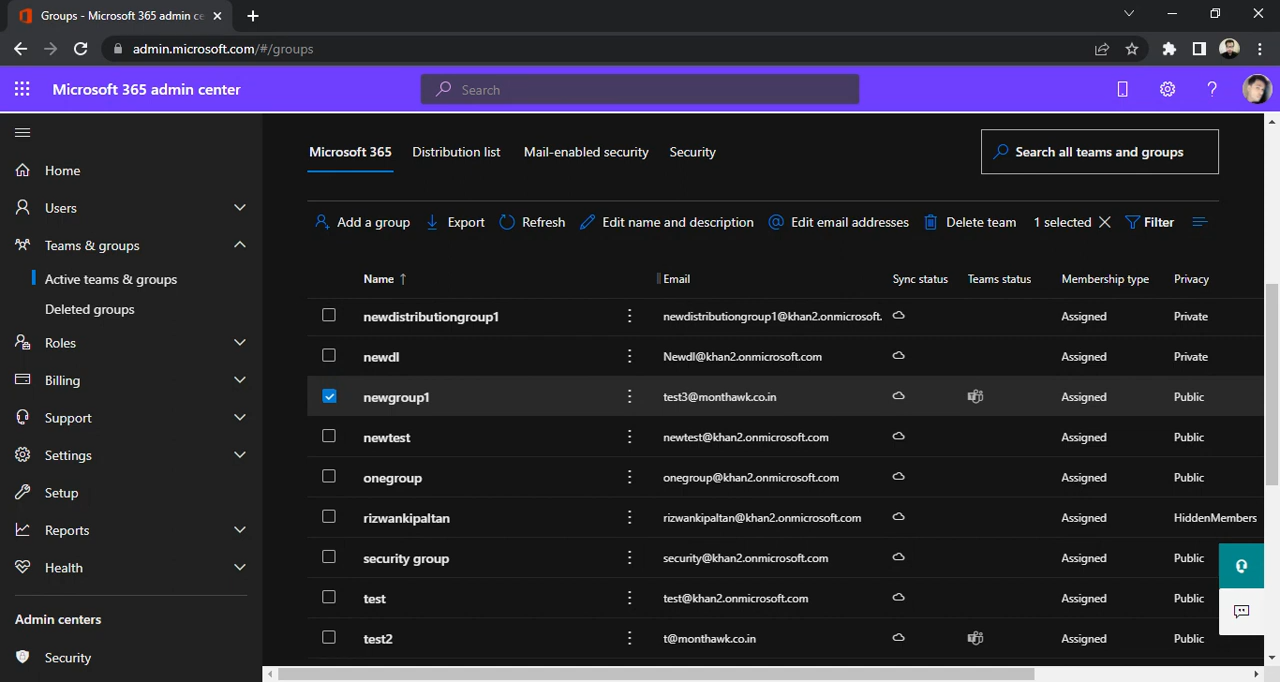 Groups - Microsoft 365 admin ce
admin.microsoft.com/#/groups
Microsoft 365 admin center
Search
Home
Users
Teams & groups
Active teams & groups
Deleted groups
Roles
Billing
Support
Settings
Setup
Reports
Health
Admin centers
Security
Microsoft 365 Distribution list Mail-enabled security Security
Search all teams and groups
Add a group Export Refresh Edit name and description Edit email addresses Delete team 1 selected Filter
Name ↑ Email Sync status Teams status Membership type Privacy
newdistributiongroup1 newdistributiongroup1@khan2.onmicrosoft. Assigned Private
newdl Newdl@khan2.onmicrosoft.com Assigned Private
newgroup1 test3@monthawk.co.in Assigned Public
newtest newtest@khan2.onmicrosoft.com Assigned Public
onegroup onegroup@khan2.onmicrosoft.com Assigned Public
rizwankipaltan rizwankipaltan@khan2.onmicrosoft.com Assigned HiddenMembers
security group security@khan2.onmicrosoft.com Assigned Public
test test@khan2.onmicrosoft.com Assigned Public
test2 t@monthawk.co.in Assigned Public